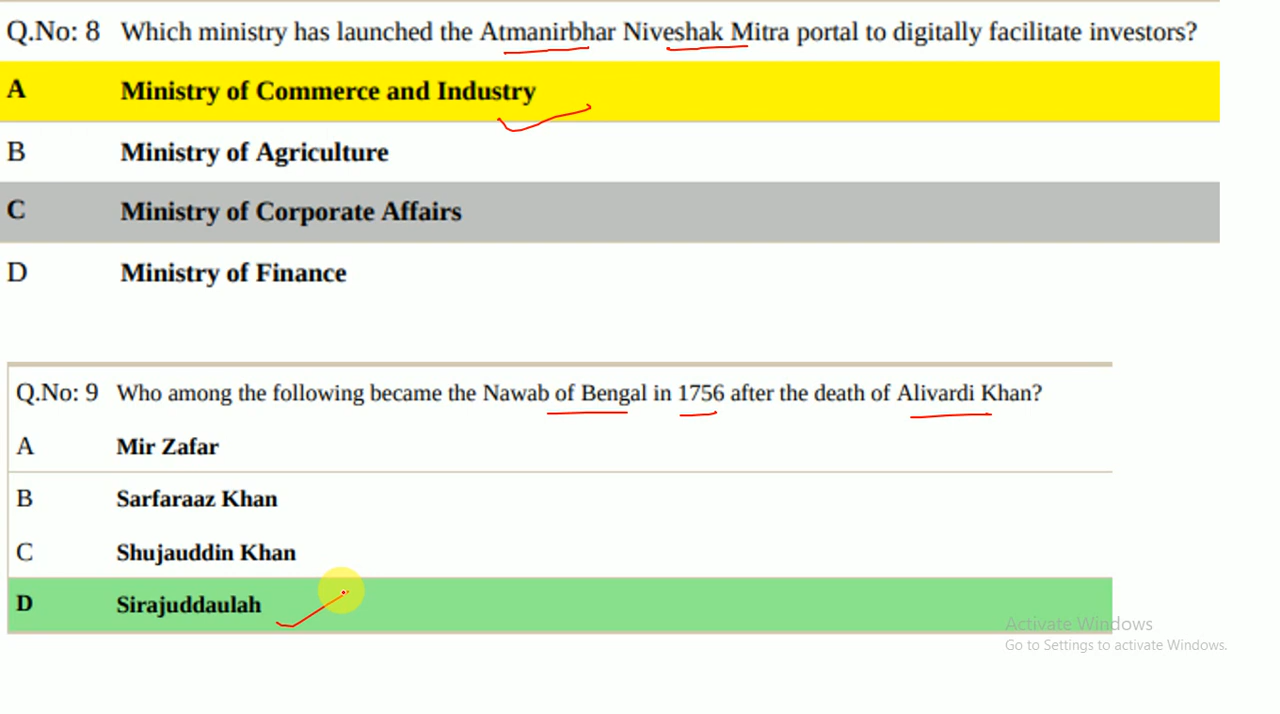 Q.No: 8 Which ministry has launched the Atmanirbhar Niveshak Mitra portal to digitally facilitate investors?
A Ministry of Commerce and Industry
B Ministry of Agriculture
C Ministry of Corporate Affairs
D Ministry of Finance
Q.No: 9 Who among the following became the Nawab of Bengal in 1756 after the death of Alivardi Khan?
A Mir Zafar
B Sarfaraaz Khan
C Shujauddin Khan
D Sirajuddaulah
Activate Windows
Go to Settings to activate Windows.